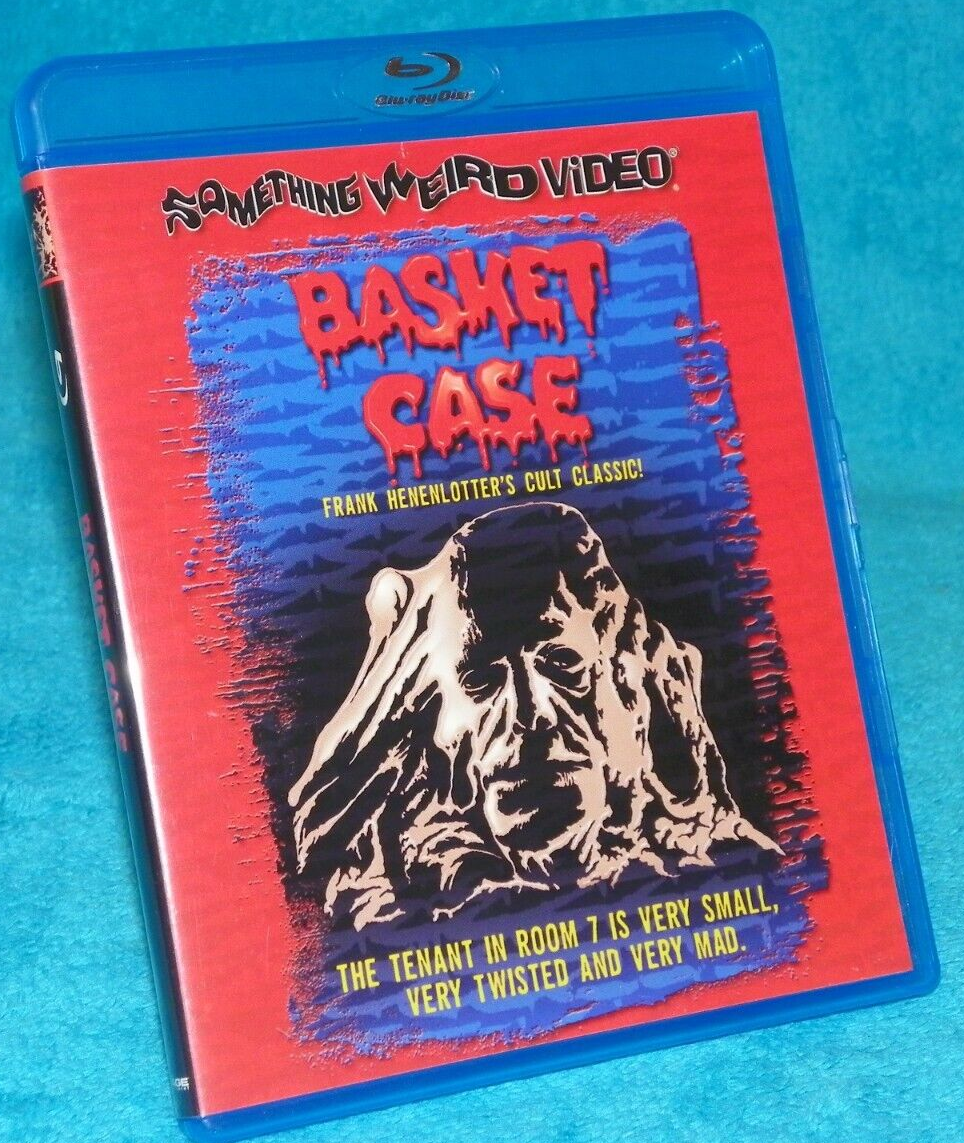 Blu-ray Disc
SOMETHING WEIRD ViDEO®
BASKET
CASE
FRANK HENENLOTTER'S CULT CLASSIC!
THE TENANT IN ROOM 7 IS VERY SMALL,
VERY TWISTED AND VERY MAD.
BASKET CASE